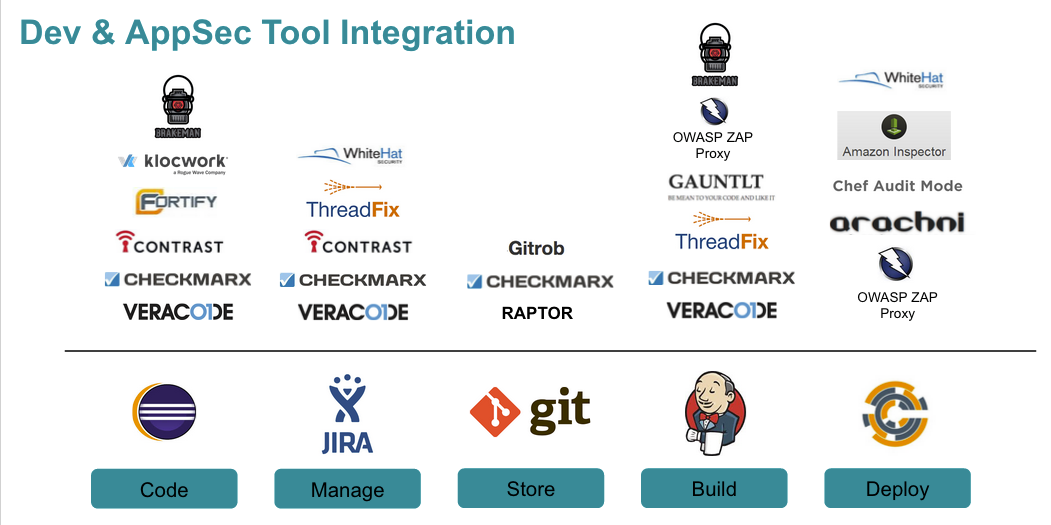 Dev & AppSec Tool Integration
BRAKEMAN
klocwork
a Rogue Wave Company
FORTIFY
CONTRAST
CHECKMARX
VERACODE
WhiteHat
SECURITY
ThreadFix
CONTRAST
CHECKMARX
VERACODE
Gitrob
CHECKMARX
RAPTOR
BRAKEMAN
OWASP ZAP
Proxy
GAUNTLT
BE MEAN TO YOUR CODE AND LIKE IT
ThreadFix
CHECKMARX
VERACODE
WhiteHat
SECURITY
Amazon Inspector
Chef Audit Mode
arachni
OWASP ZAP
Proxy
JIRA
git
Code
Manage
Store
Build
Deploy